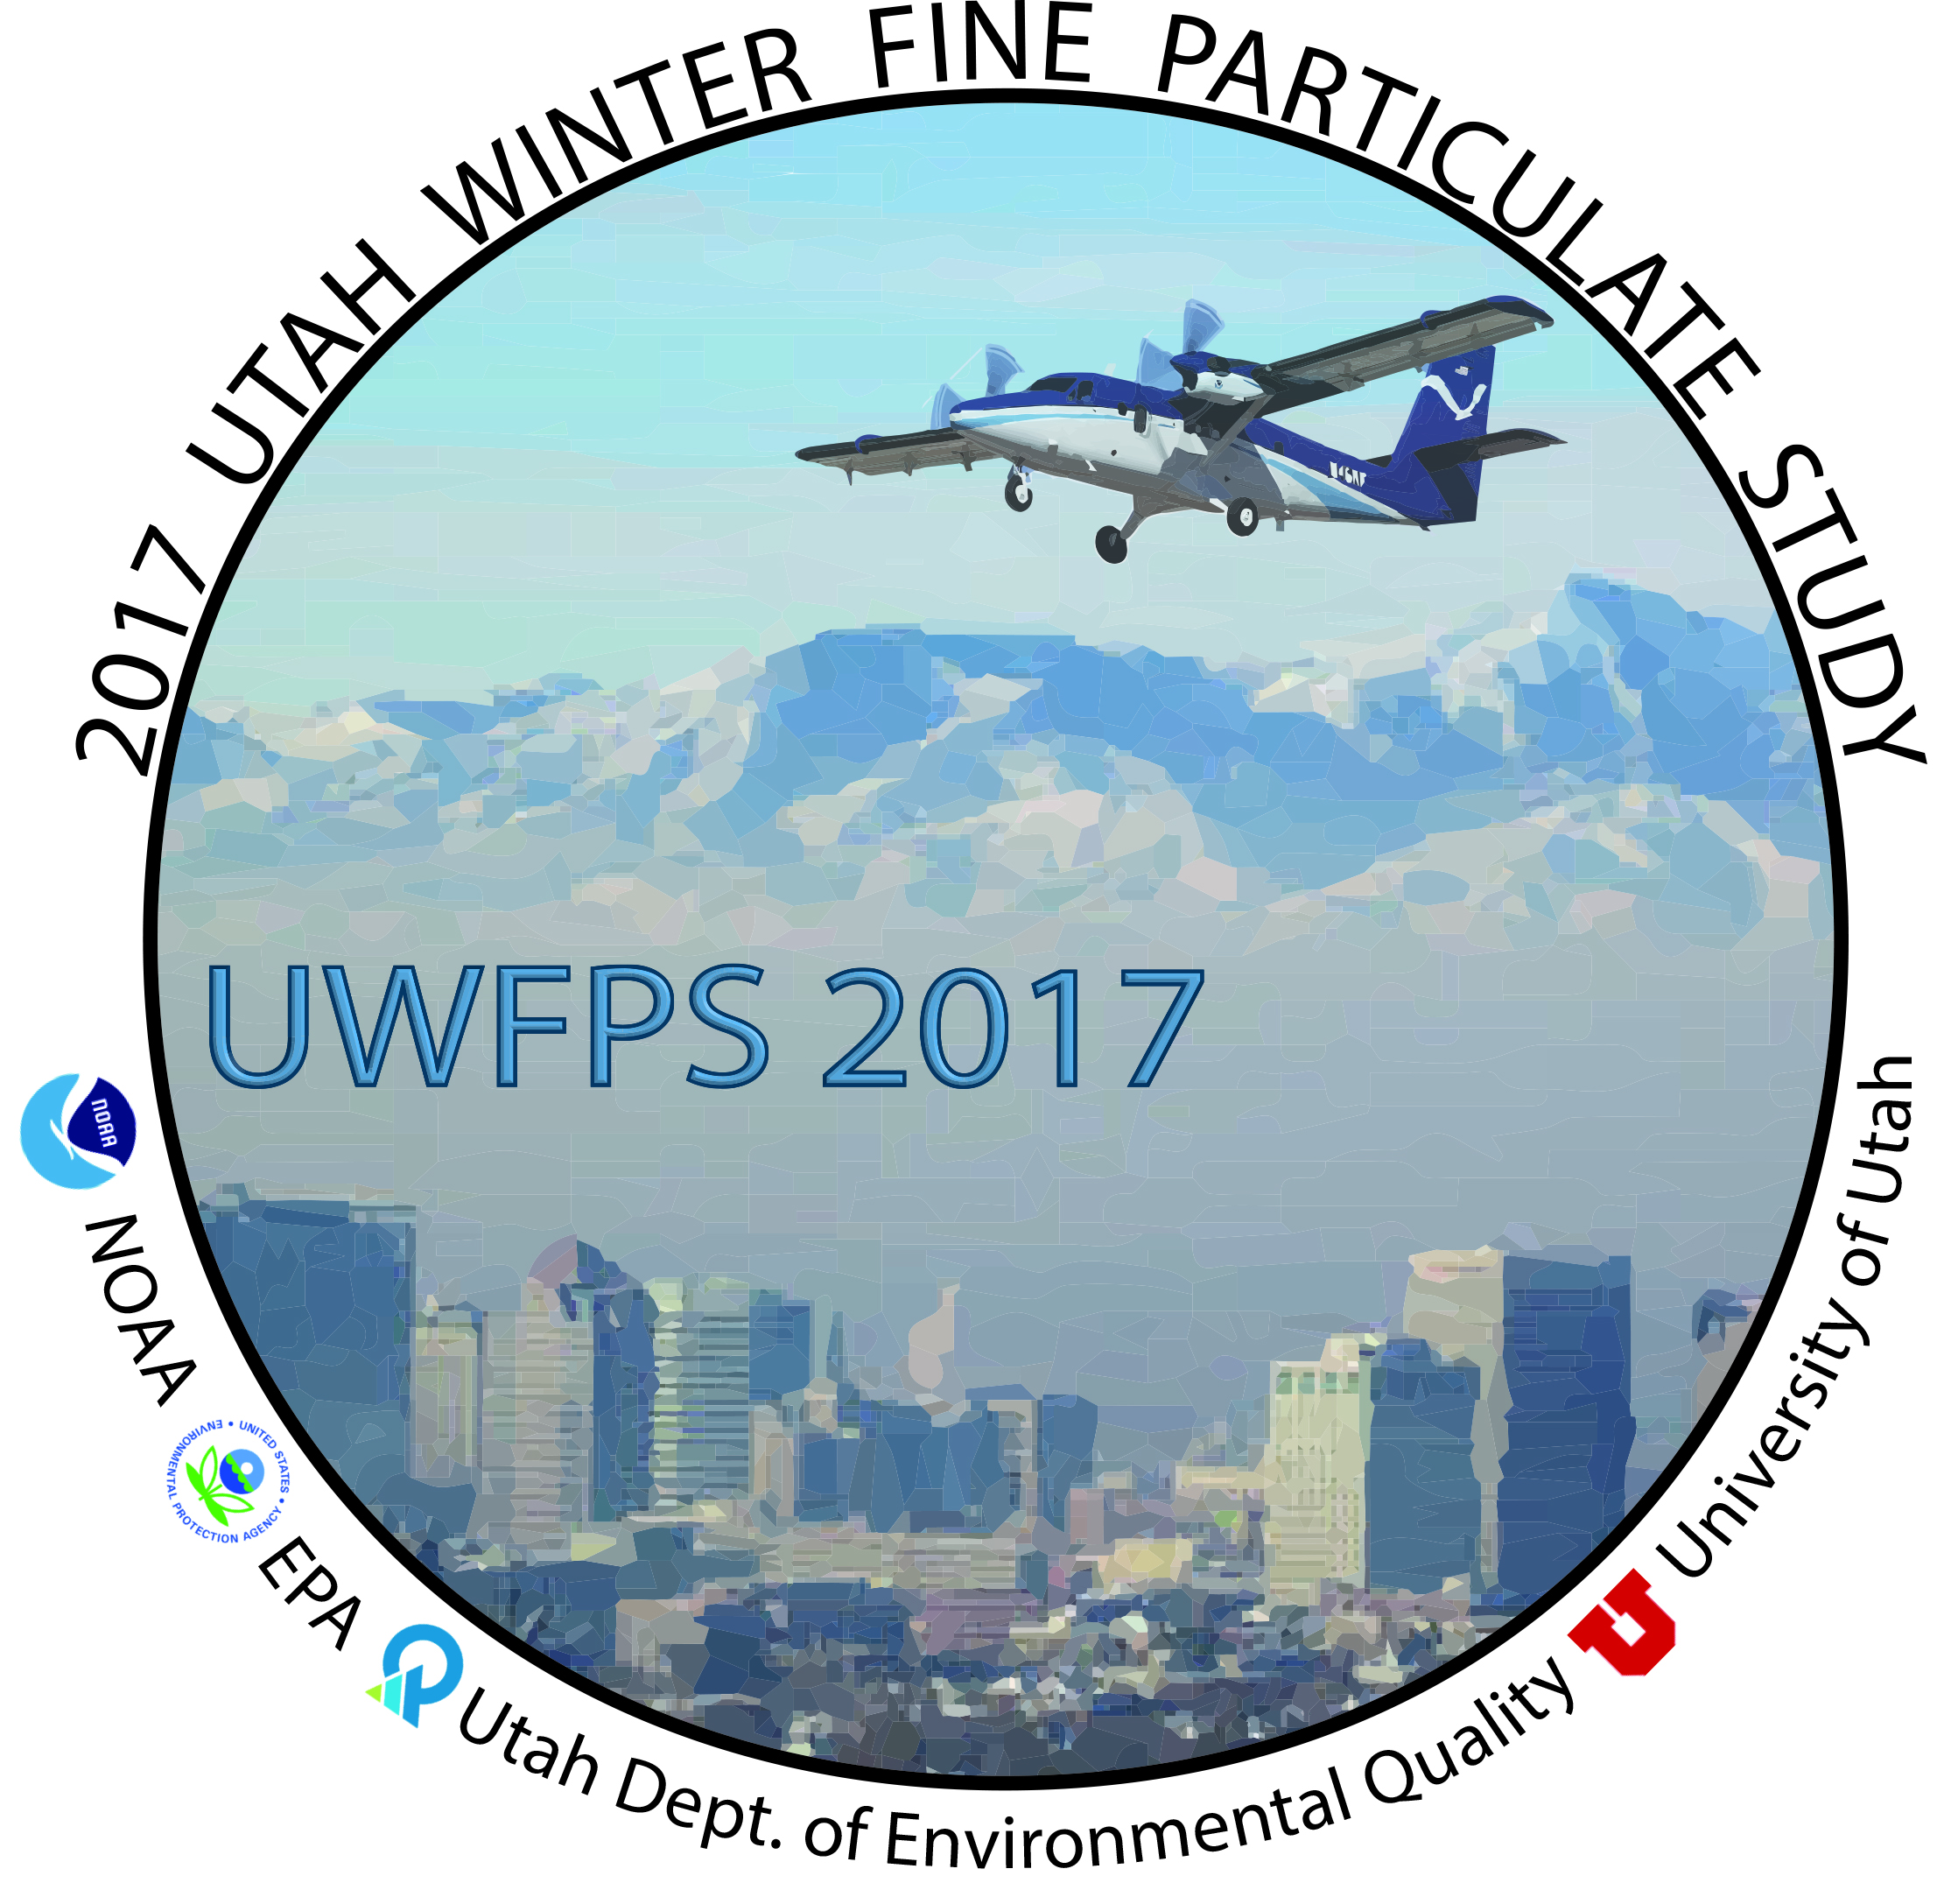 2017 UTAH WINTER FINE PARTICULATE STUDY
UWFPS 2017
NOAA
NOAA
UNITED STATES • ENVIRONMENTAL PROTECTION AGENCY •
EPA
Utah Dept. of Environmental Quality
University of Utah